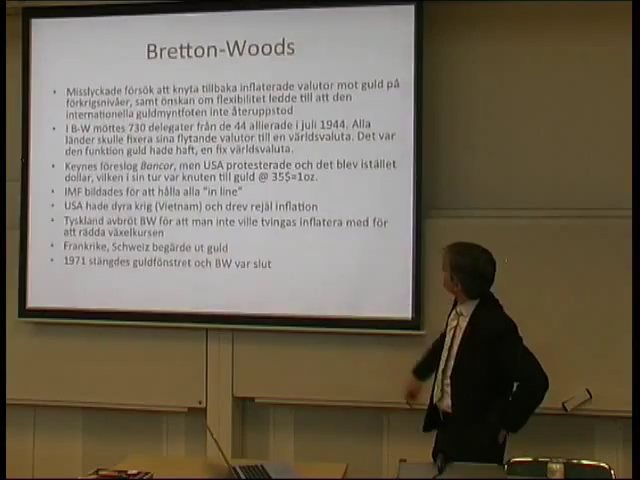 Bretton-Woods
• Misslyckade försök att knyta tillbaka inflaterade valutor mot guld på
förkrigsnivåer, samt önskan om flexibilitet ledde till att den
internationella guldmyntfoten inte återuppstod
• I B-W möttes 730 delegater från de 44 allierade i juli 1944. Alla
länder skulle fixera sina flytande valutor till en världsvaluta. Det var
den funktion guld hade haft, en fix världsvaluta.
• Keynes föreslog Bancor, men USA protesterade och det blev istället
dollar, vilken i sin tur var knuten till guld @ 35$=1oz.
• IMF bildades för att hålla alla "in line"
• USA hade dyra krig (Vietnam) och drev rejäl inflation
• Tyskland avbröt BW för att man inte ville tvingas inflatera med för
att rädda växelkursen
• Frankrike, Schweiz begärde ut guld
• 1971 stängdes guldfönstret och BW var slut